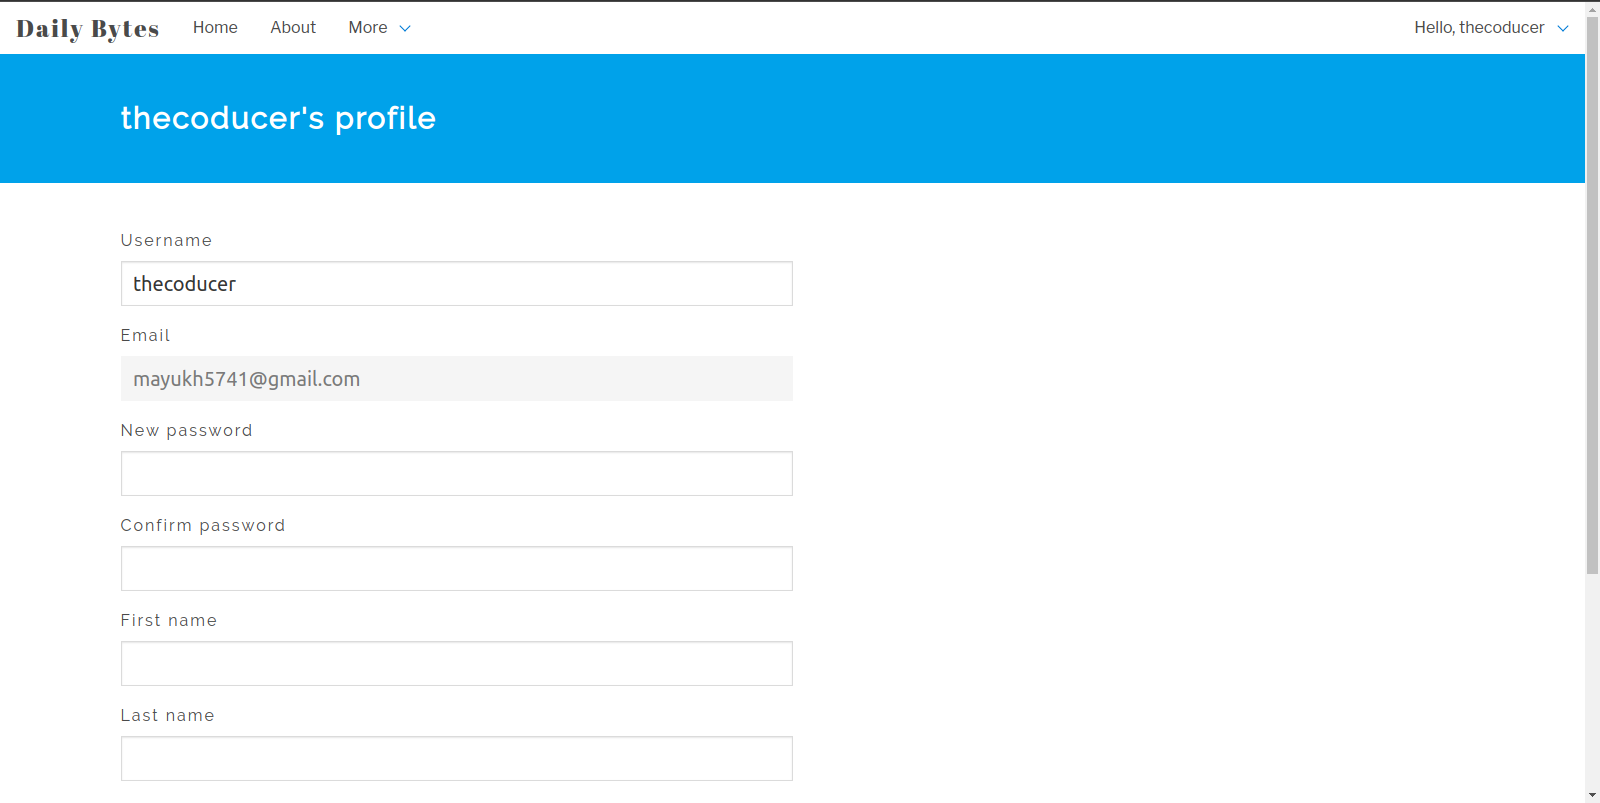 Daily Bytes Home About More Hello, thecoducer
thecoducer's profile
Username
thecoducer
Email
mayukh5741@gmail.com
New password
Confirm password
First name
Last name